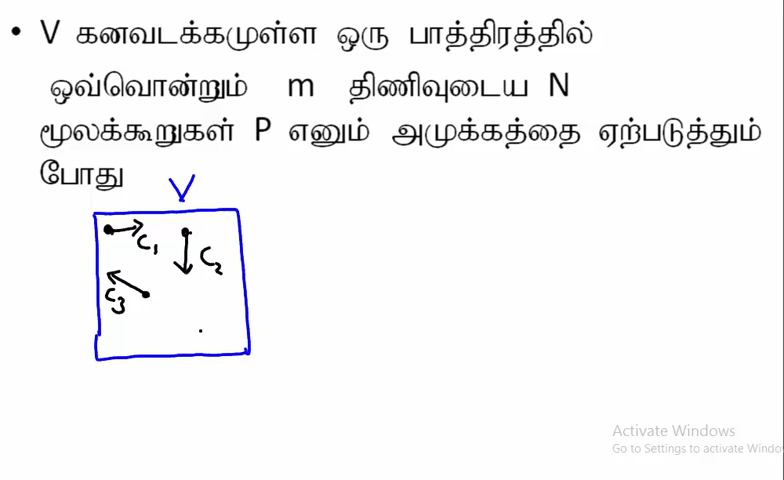 • V கனவடக்கமுள்ள ஒரு பாத்திரத்தில்
ஒவ்வொன்றும் m திணிவுடைய N
மூலக்கூறுகள் P எனும் அமுக்கத்தை ஏற்படுத்தும்
போது
V
C₁
C₂
C₃
Activate Windows
Go to Settings to activate Windo